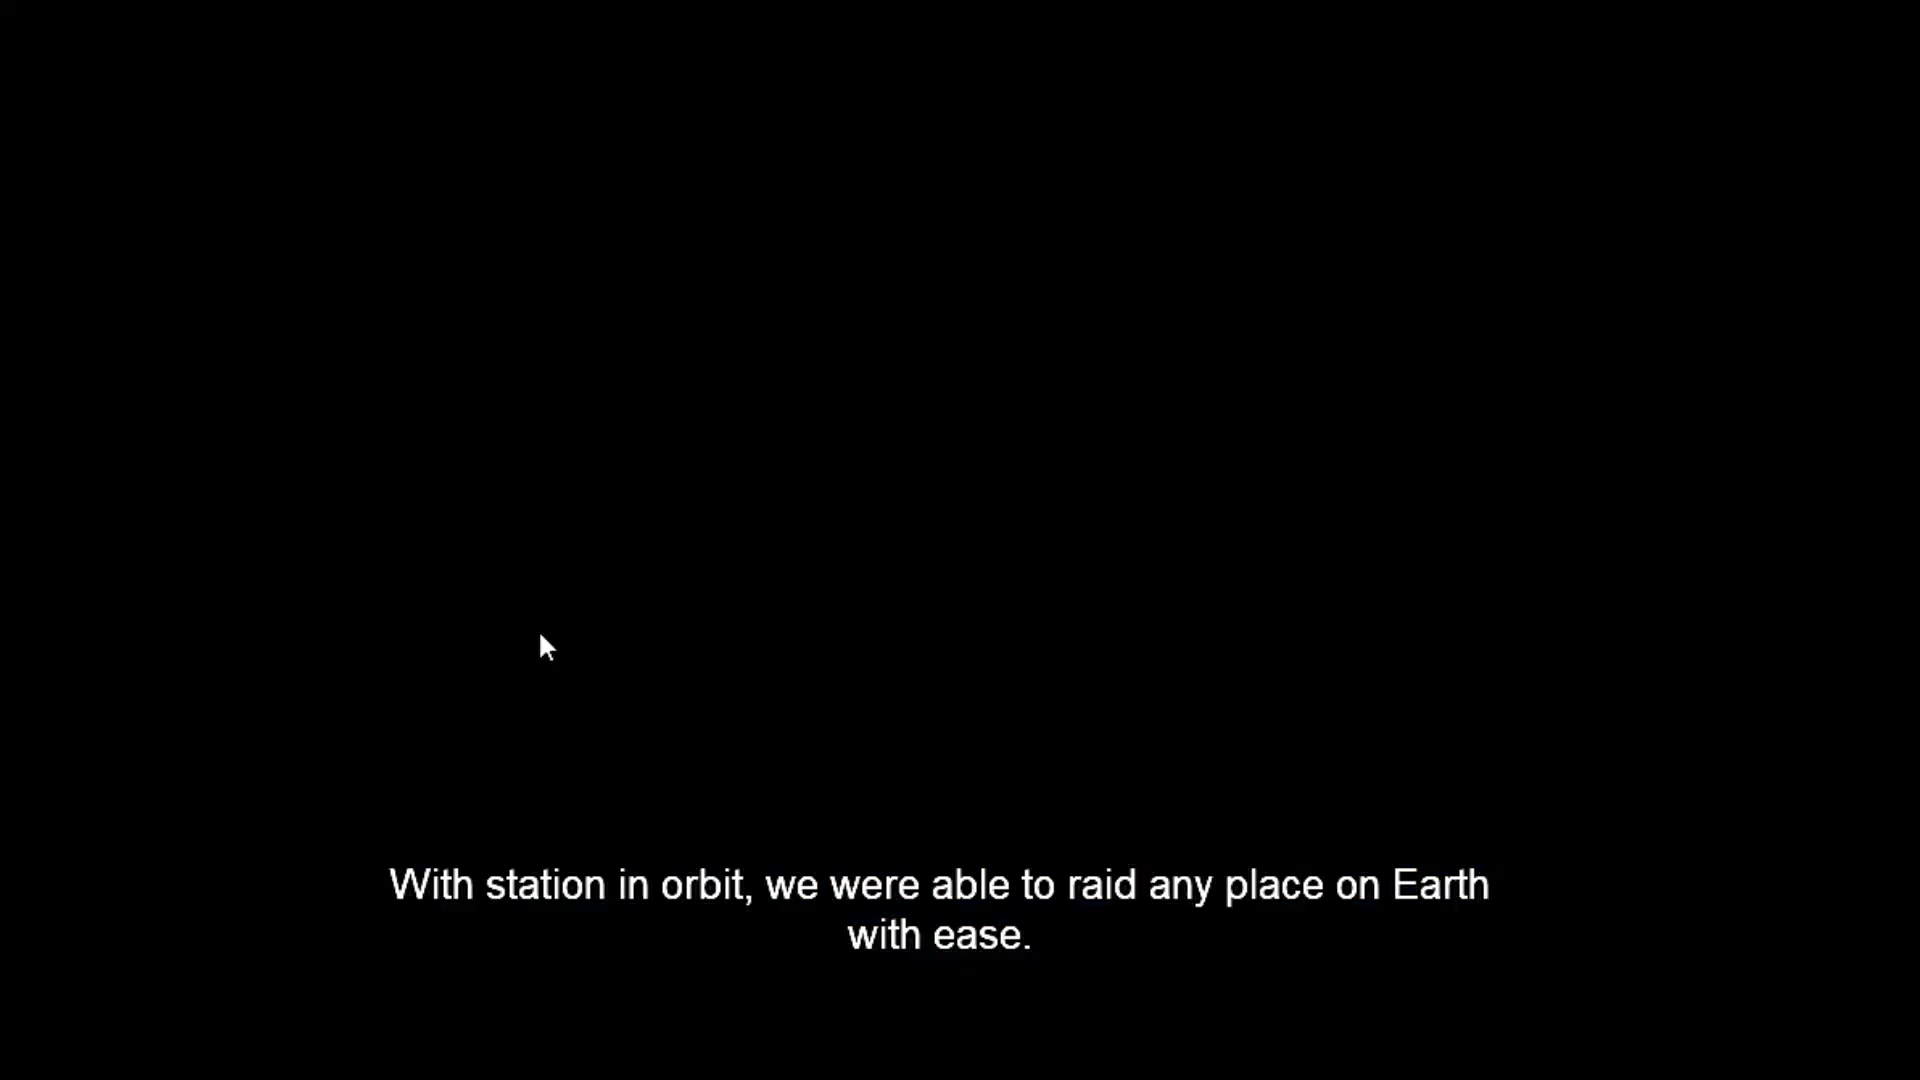 With station in orbit, we were able to raid any place on Earth
with ease.